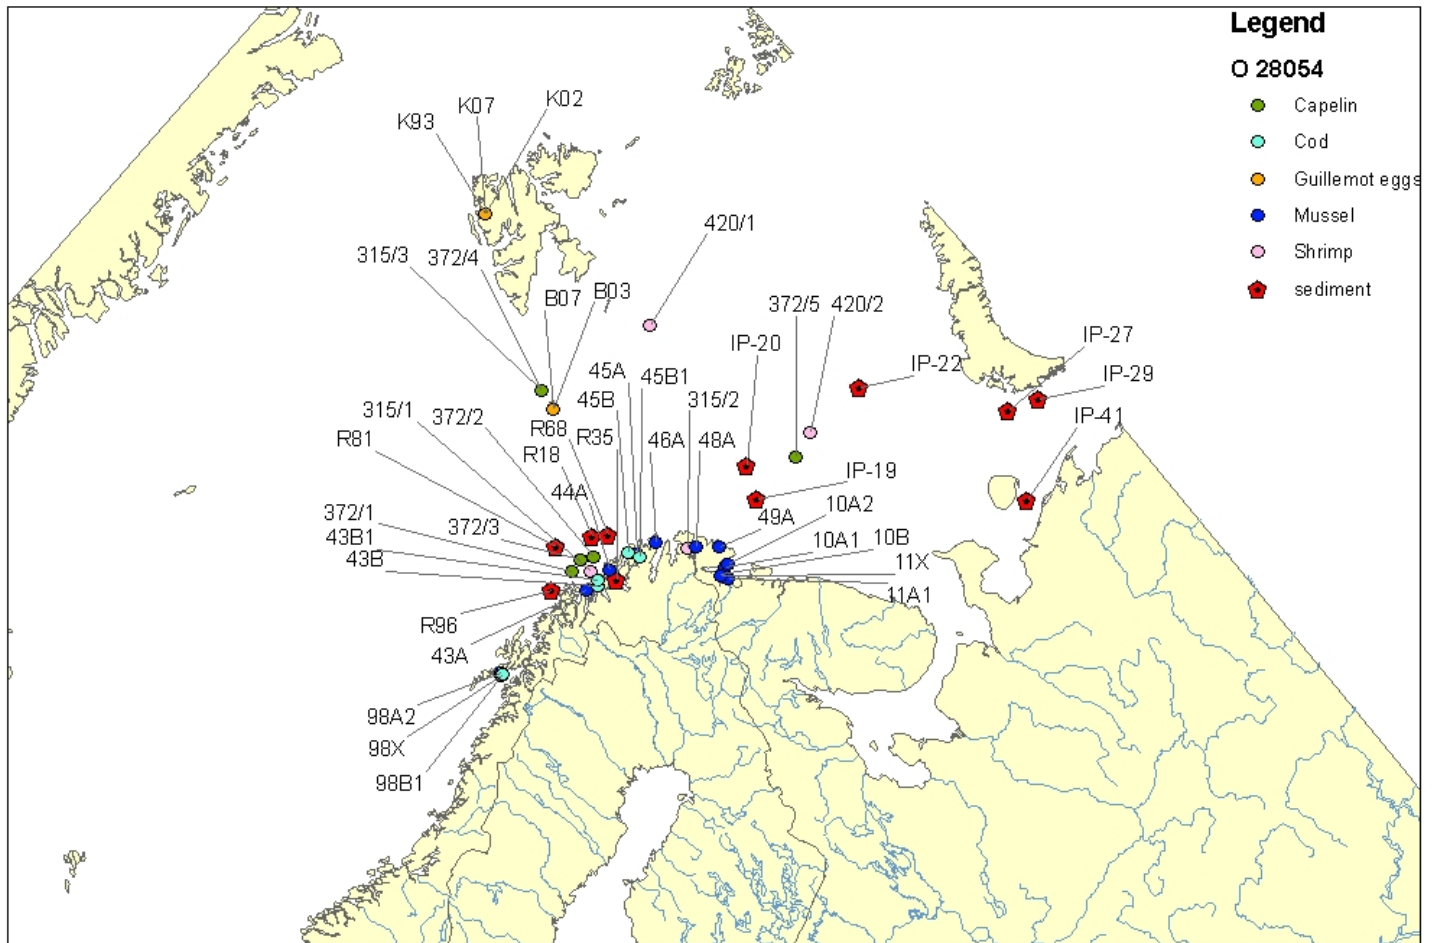 Legend
O 28054
Capelin
Cod
Guillemot eggs
Mussel
Shrimp
sediment
K93
K07
K02
420/1
315/3
372/4
B07
B03
372/5
420/2
IP-20
IP-22
IP-27
IP-29
IP-41
45A
45B1
45B
315/2
315/1
372/2
R81
R68
R18
R35
46A
48A
44A
IP-19
10A2
49A
372/1
372/3
43B1
43B
10A1
10B
11X
11A1
R96
43A
98A2
98X
98B1